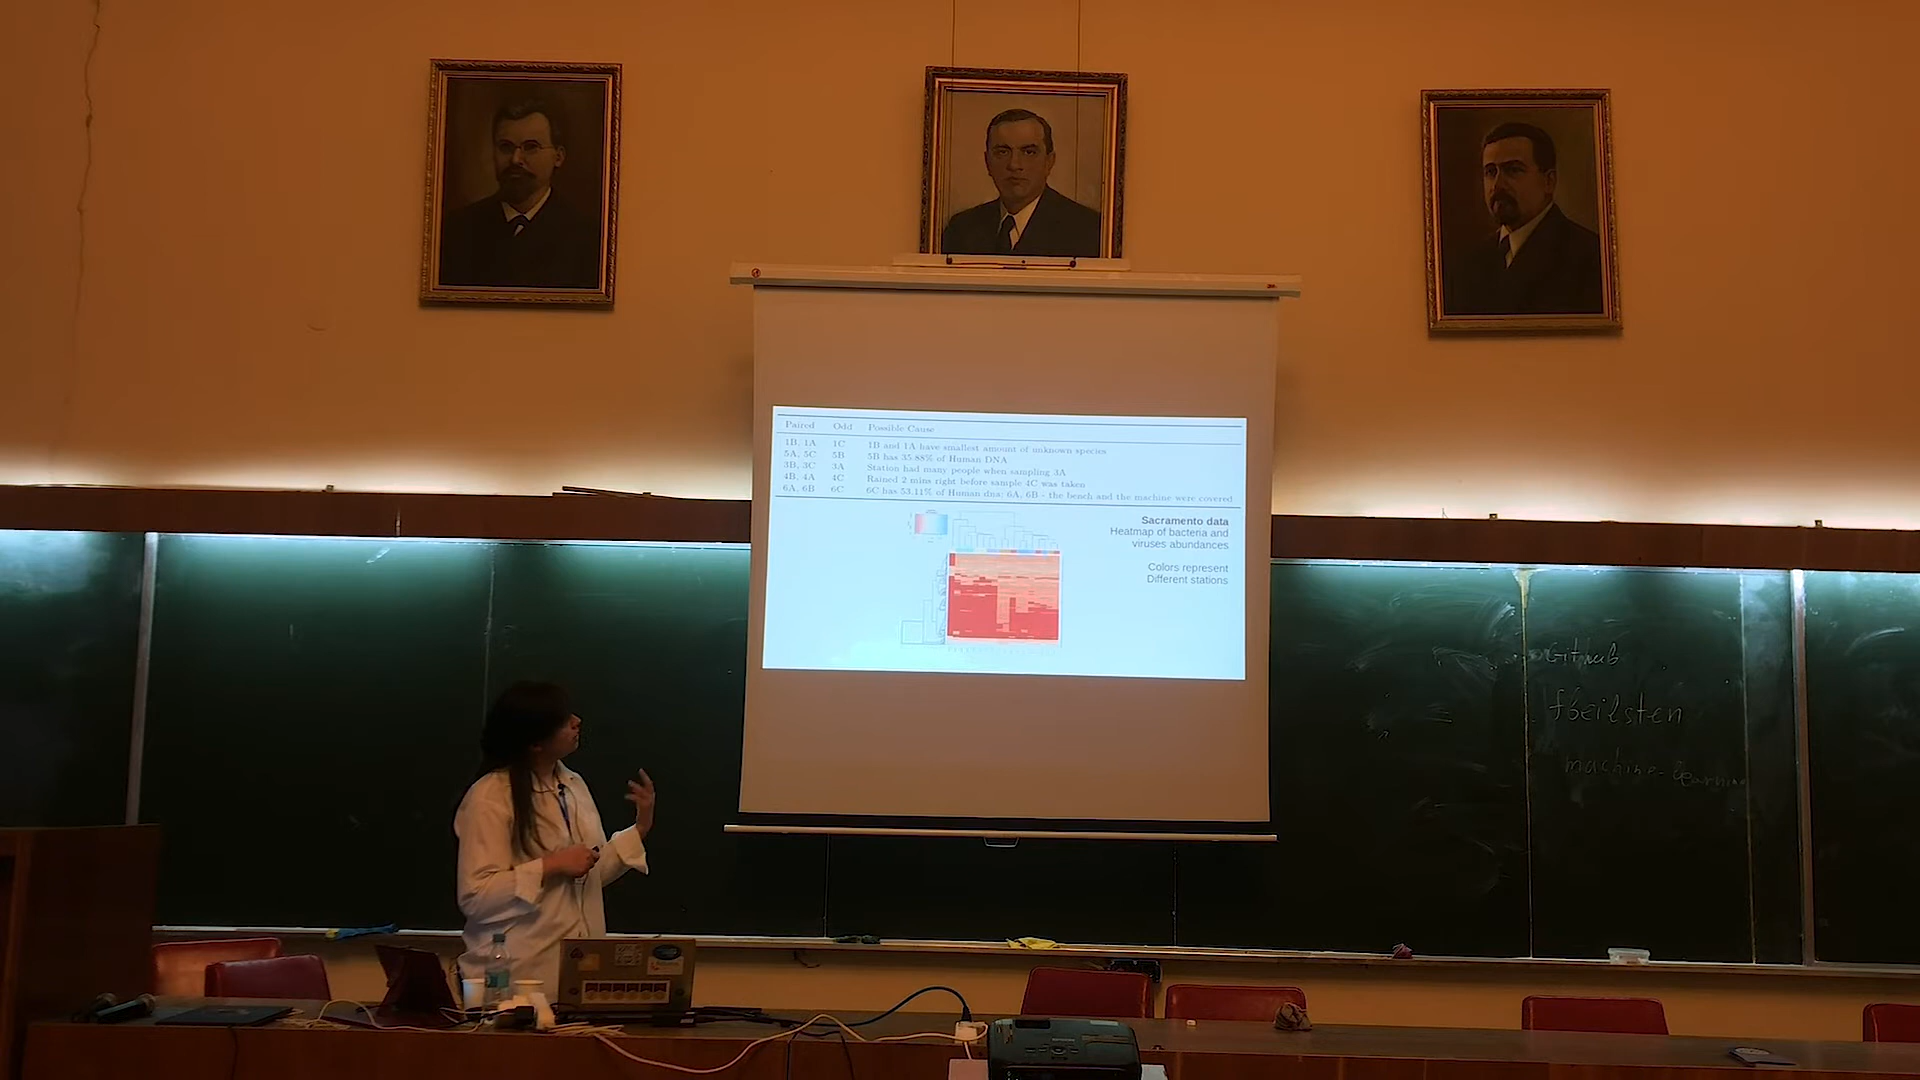 Paired Odd Possible Cause
1B, 1A 1C 1B and 1A have smallest amount of unknown species
5A, 5C 5B 5B has 35.88% of Human DNA
3B, 3C 3A Station had many people when sampling 3A
4B, 4A 4C Rained 2 mins right before sample 4C was taken
6A, 6B 6C 6C has 53.11% of Human dna; 6A, 6B - the bench and the machine were covered
Sacramento data
Heatmap of bacteria and
viruses abundances
Colors represent
Different stations
GitHub
fbeilsten
machine-learning